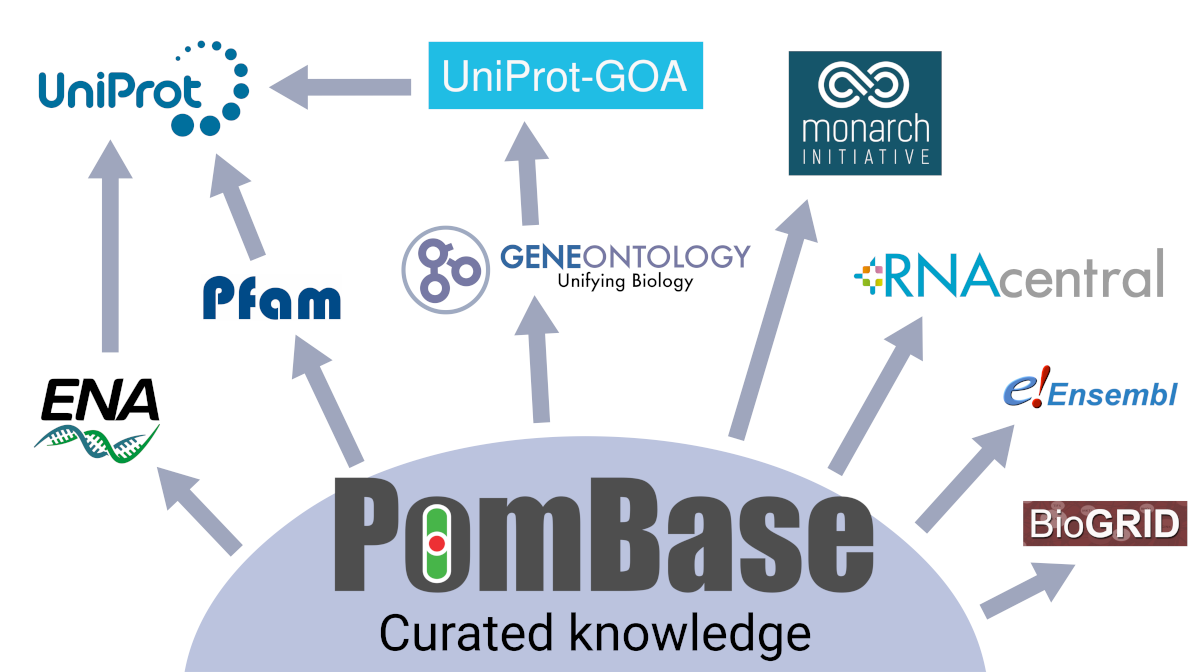 UniProt
UniProt-GOA
monarch
INITIATIVE
GENEONTOLOGY
Unifying Biology
RNAcentral
Pfam
ENA
e!Ensembl
BioGRID
PomBase
Curated knowledge